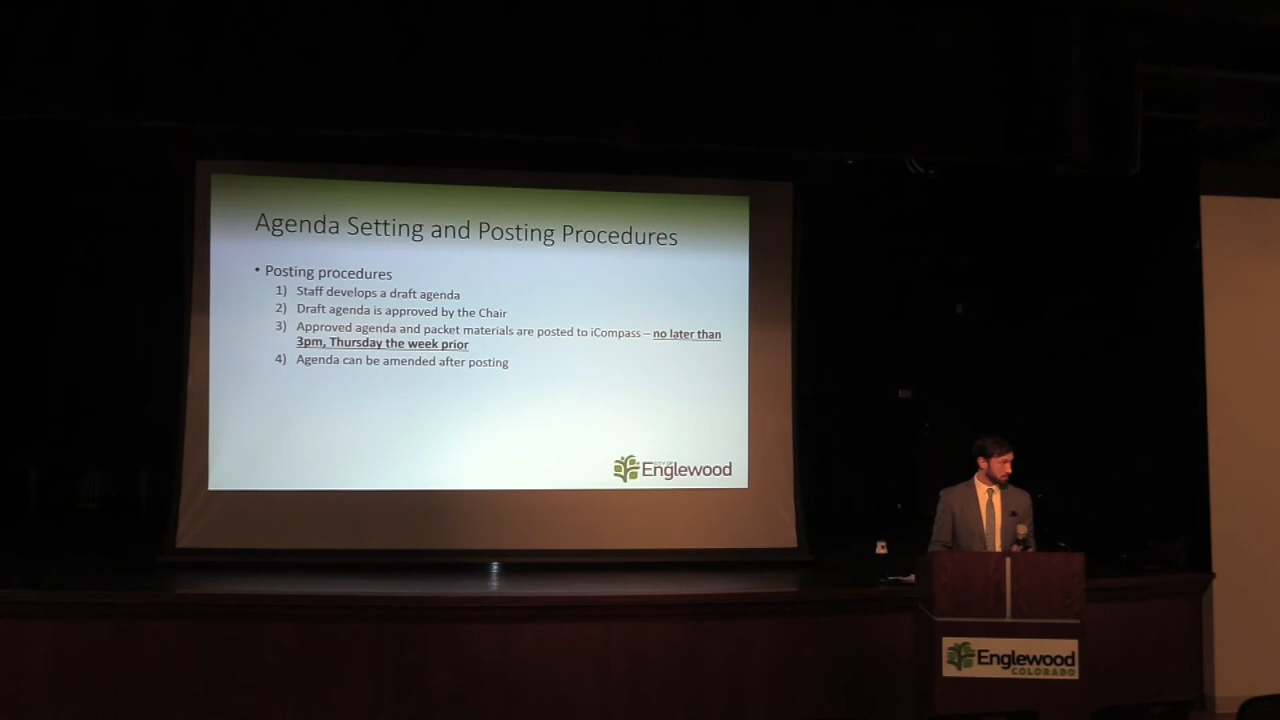 Agenda Setting and Posting Procedures
• Posting procedures
1) Staff develops a draft agenda
2) Draft agenda is approved by the Chair
3) Approved agenda and packet materials are posted to iCompass – no later than
3pm, Thursday the week prior
4) Agenda can be amended after posting
CITY OF
Englewood
Englewood
COLORADO